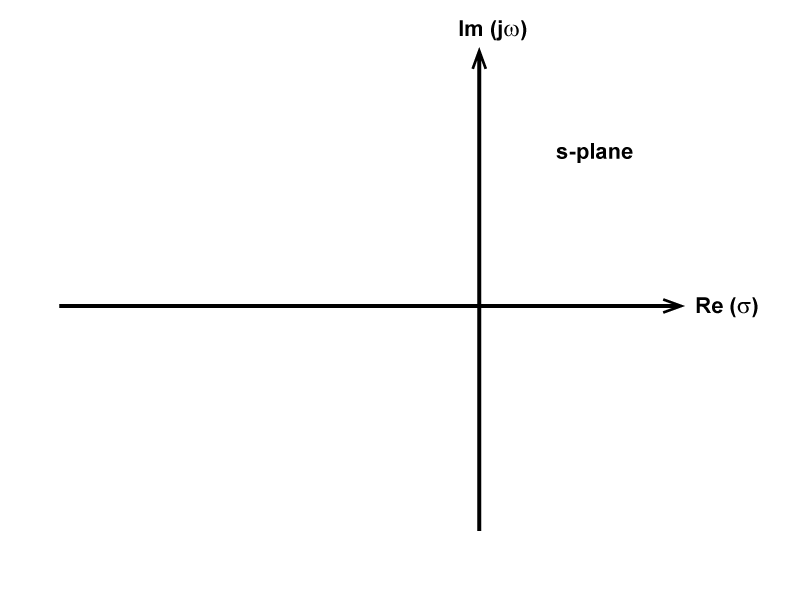 Im (jω)
s-plane
Re (σ)